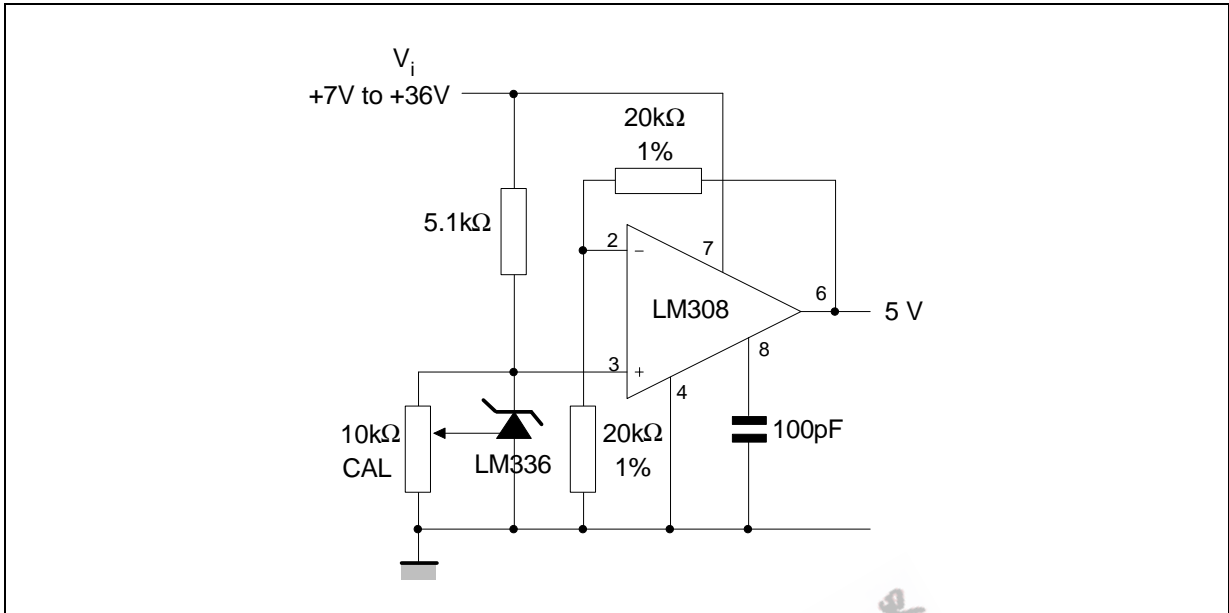 Vi
+7V to +36V
20kΩ
1%
5.1kΩ
2
−
7
LM308
6
5 V
8
3
+
4
10kΩ
CAL
LM336
20kΩ
1%
100pF